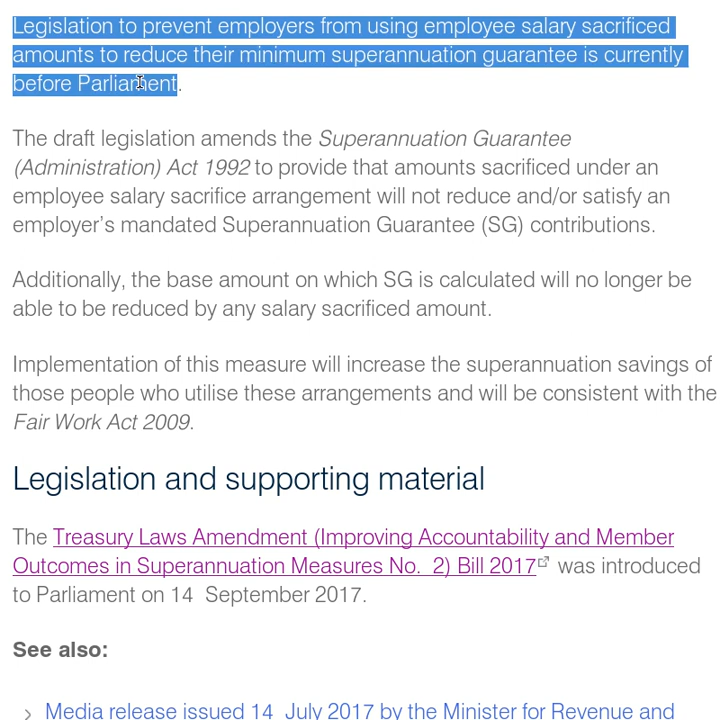 Legislation to prevent employers from using employee salary sacrificed
amounts to reduce their minimum superannuation guarantee is currently
before Parliament.
The draft legislation amends the Superannuation Guarantee
(Administration) Act 1992 to provide that amounts sacrificed under an
employee salary sacrifice arrangement will not reduce and/or satisfy an
employer’s mandated Superannuation Guarantee (SG) contributions.
Additionally, the base amount on which SG is calculated will no longer be
able to be reduced by any salary sacrificed amount.
Implementation of this measure will increase the superannuation savings of
those people who utilise these arrangements and will be consistent with the
Fair Work Act 2009.
Legislation and supporting material
The Treasury Laws Amendment (Improving Accountability and Member
Outcomes in Superannuation Measures No. 2) Bill 2017 was introduced
to Parliament on 14 September 2017.
See also:
Media release issued 14 July 2017 by the Minister for Revenue and